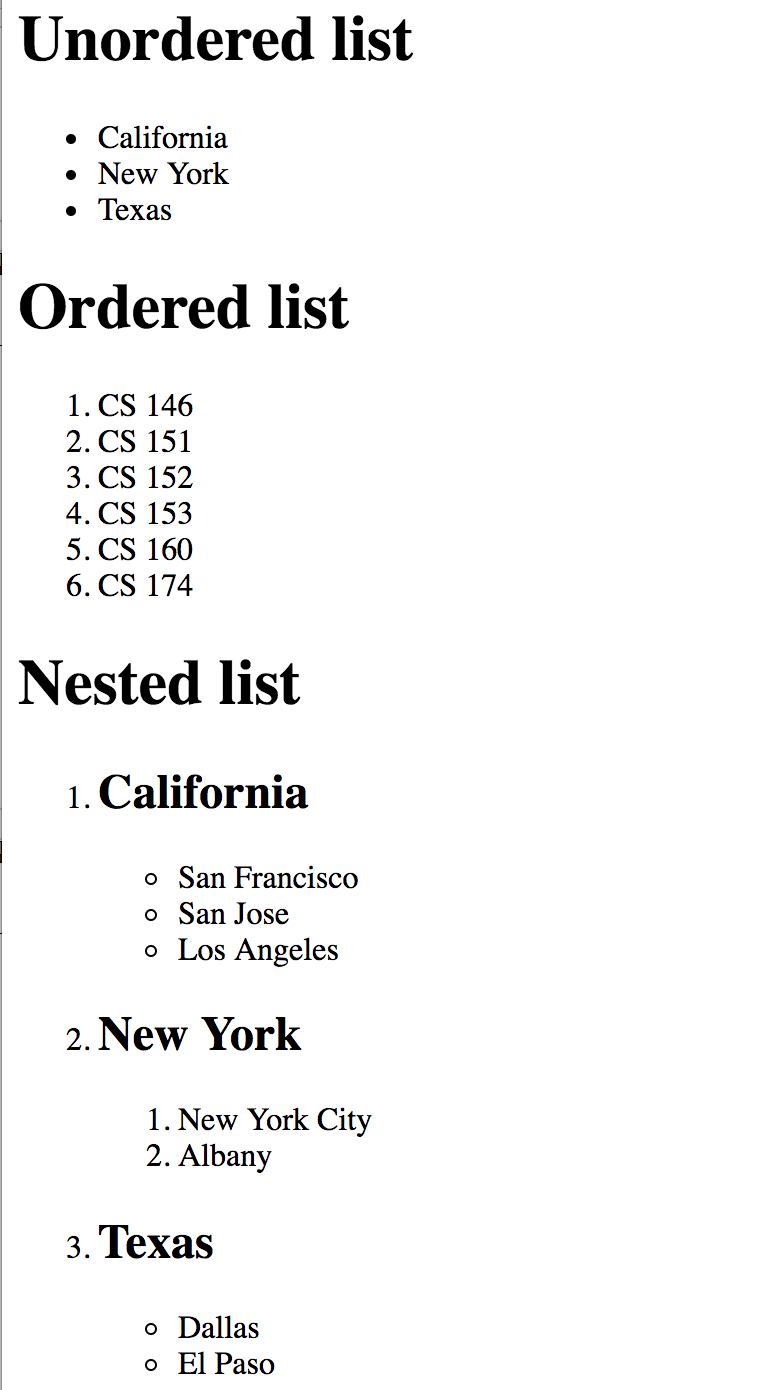 Unordered list
• California
• New York
• Texas
Ordered list
1. CS 146
2. CS 151
3. CS 152
4. CS 153
5. CS 160
6. CS 174
Nested list
1. California
◦ San Francisco
◦ San Jose
◦ Los Angeles
2. New York
1. New York City
2. Albany
3. Texas
◦ Dallas
◦ El Paso